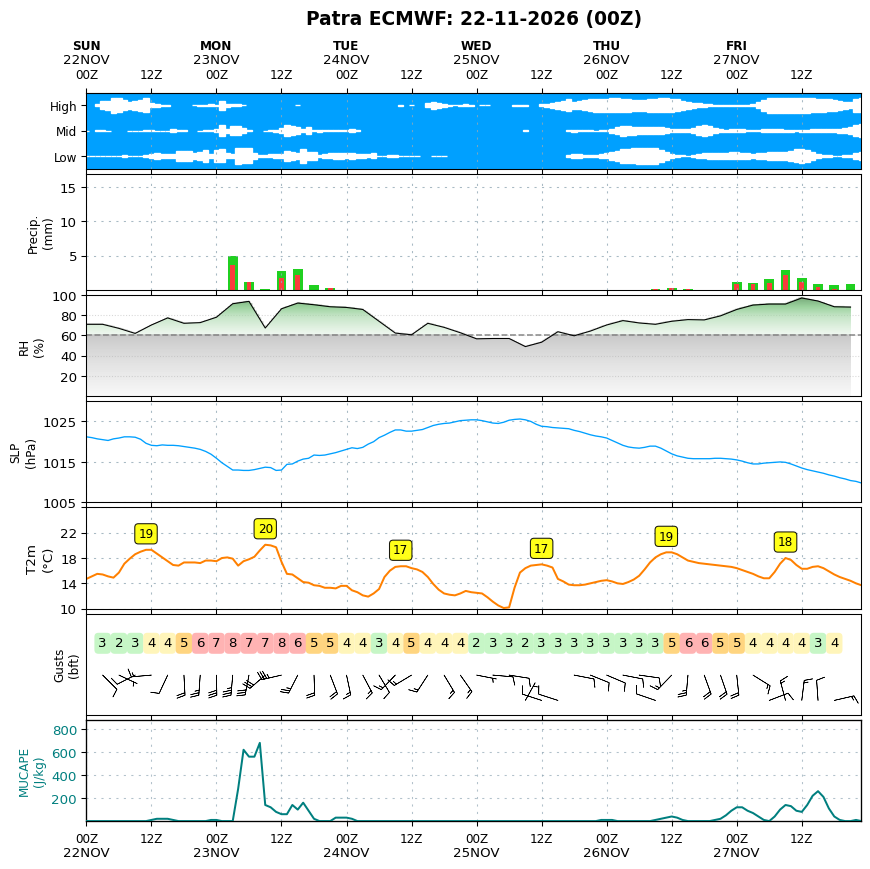 Patra ECMWF: 22-11-2026 (00Z)
SUN MON TUE WED THU FRI
22NOV 23NOV 24NOV 25NOV 26NOV 27NOV
00Z 12Z 00Z 12Z 00Z 12Z 00Z 12Z 00Z 12Z 00Z 12Z
High
Mid
Low
Precip.
(mm)
15
10
5
RH
(%)
100
80
60
40
20
SLP
(hPa)
1025
1015
1005
T2m
(°C)
22
18
14
10
19 20 17 17 19 18
Gusts
(bft)
3 2 3 4 4 5 6 7 8 7 7 8 6 5 5 4 4 3 4 5 4 4 4 2 3 3 2 3 3 3 3 3 3 3 3 5 6 6 5 5 4 4 4 4 3 4
MUCAPE
(J/kg)
800
600
400
200
00Z 12Z 00Z 12Z 00Z 12Z 00Z 12Z 00Z 12Z 00Z 12Z
22NOV 23NOV 24NOV 25NOV 26NOV 27NOV